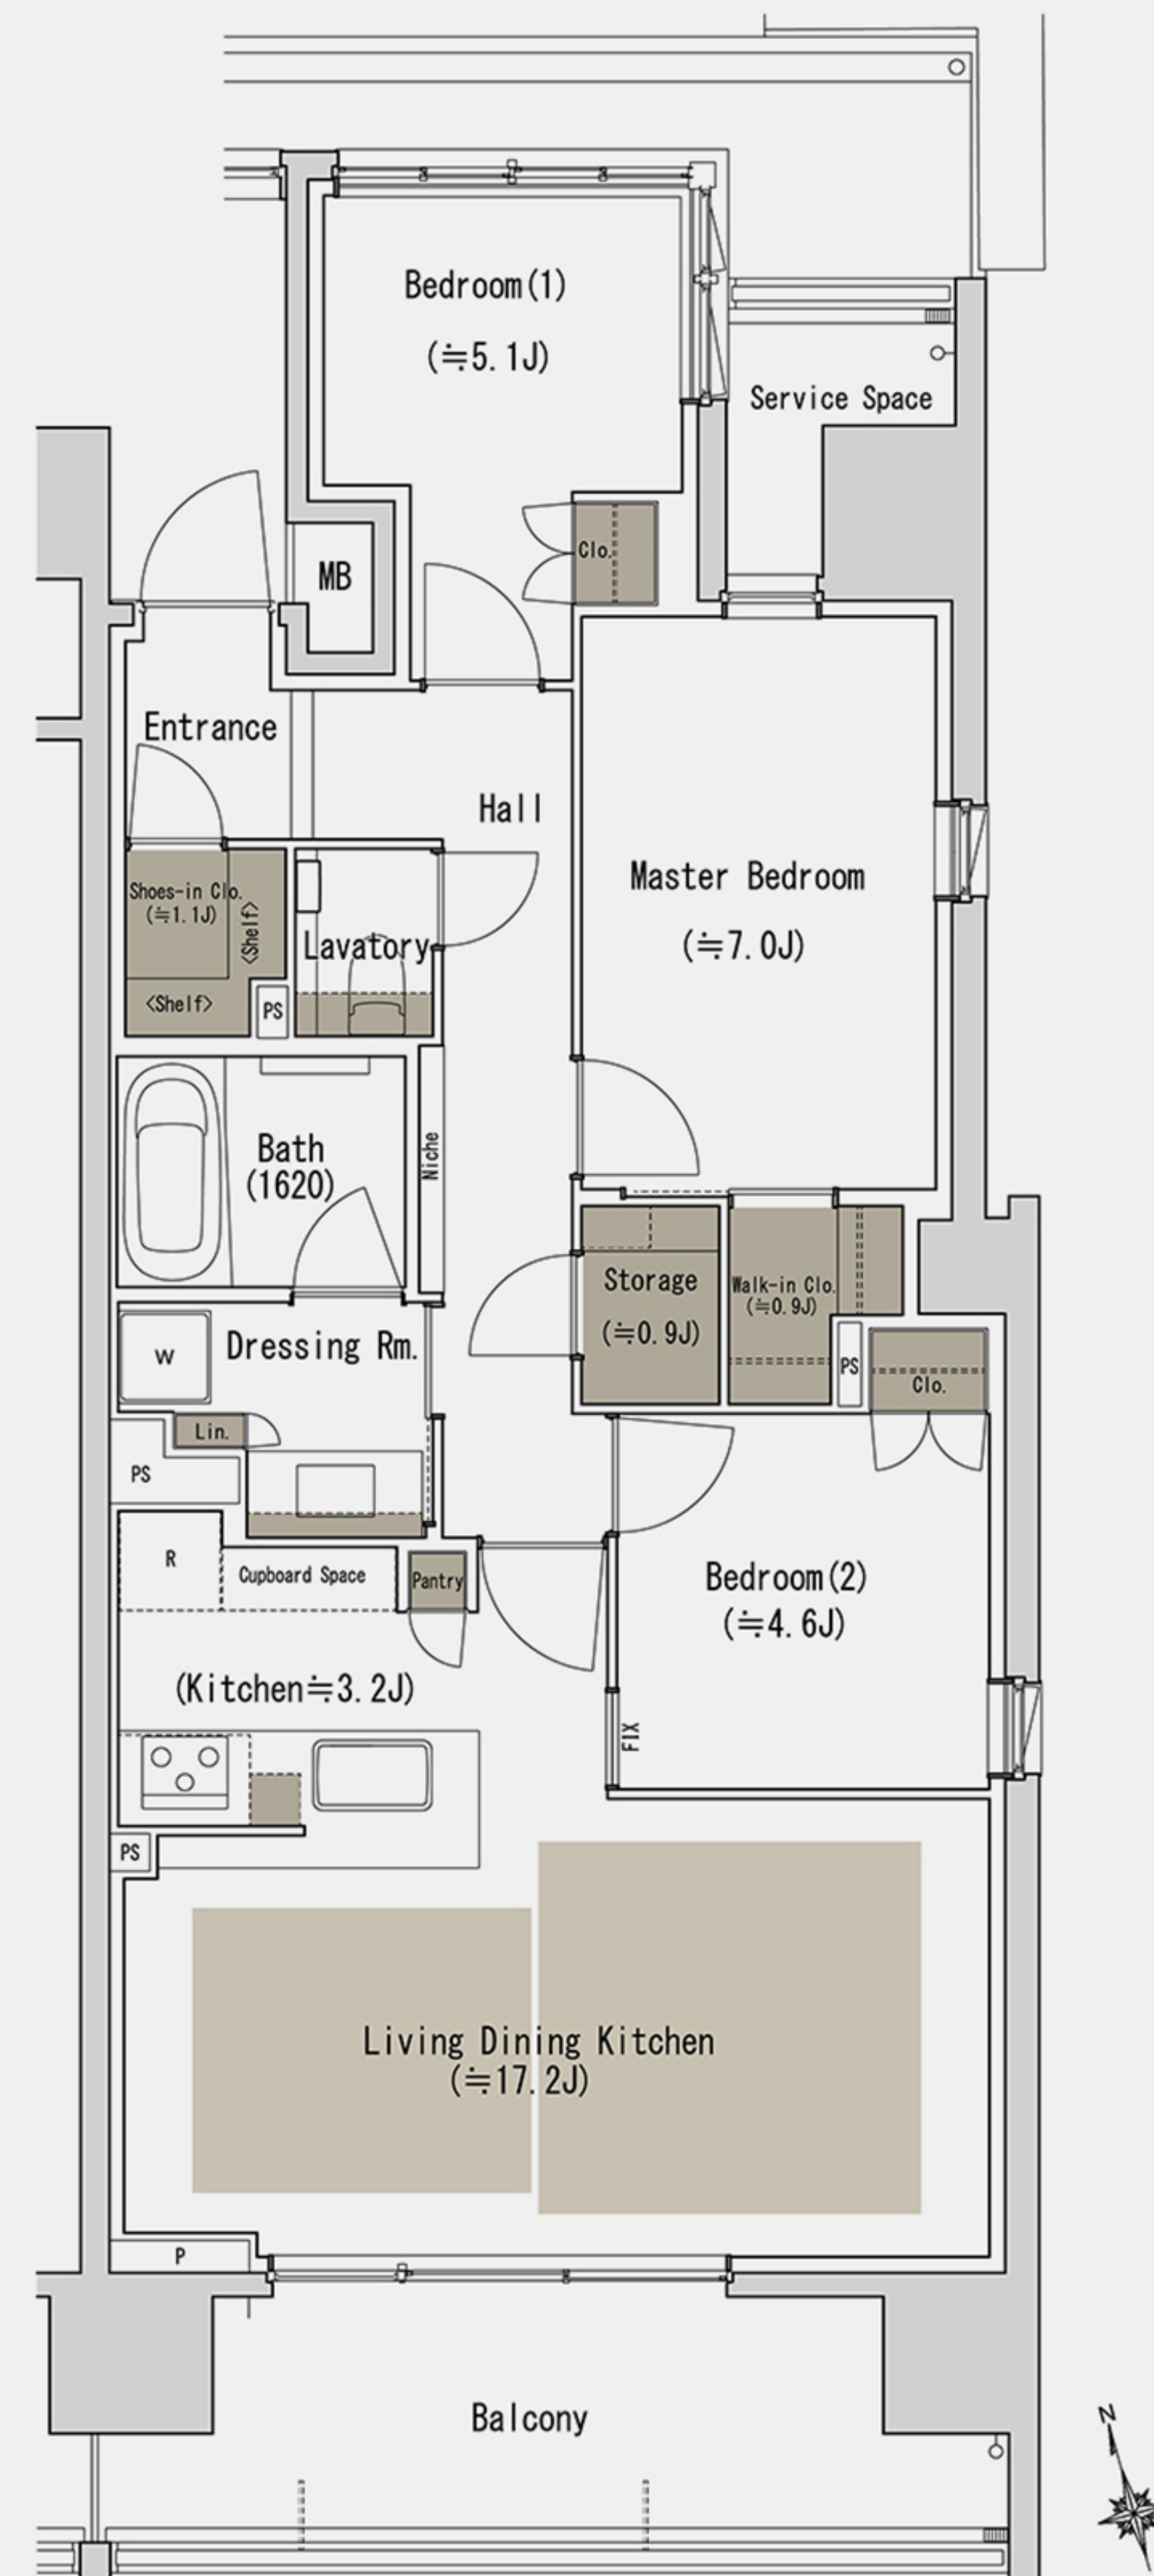 Bedroom(1)
(≒5.1J)
Service Space
Clo.
MB
Entrance
Hall
Master Bedroom
(≒7.0J)
Shoes-in Clo.
(≒1.1J)
<Shelf>
<Shelf>
PS
Lavatory
Bath
(1620)
Niche
Storage
(≒0.9J)
Walk-in Clo.
(≒0.9J)
PS
Clo.
W
Dressing Rm.
Lin.
PS
R
Cupboard Space
Pantry
Bedroom(2)
(≒4.6J)
(Kitchen≒3.2J)
FIX
PS
Living Dining Kitchen
(≒17.2J)
P
Balcony
N